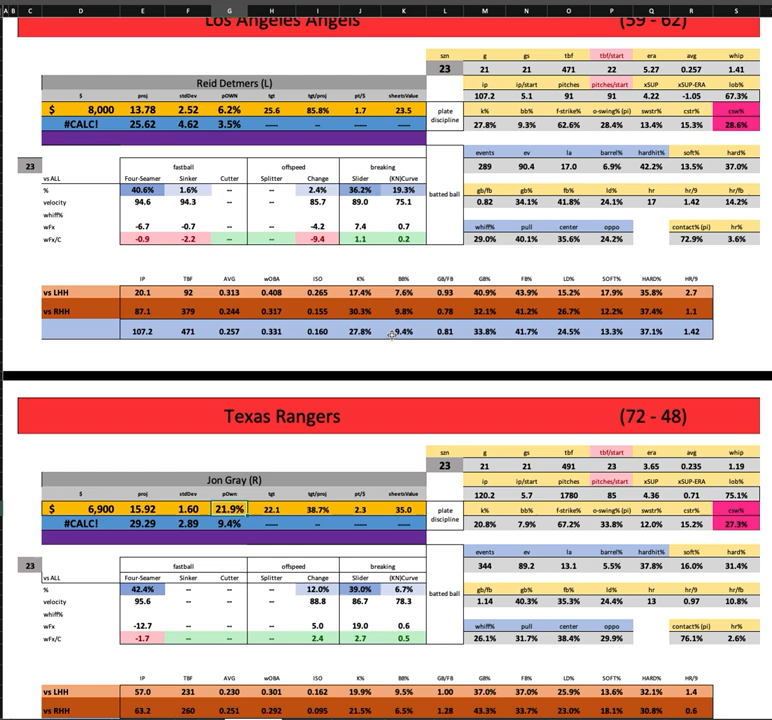 A B C D E F G H I J K L M N O P Q R S
Los Angeles Angels (59 - 62)
szn g gs tbf tbf/start era avg whip
23 21 21 471 22 5.27 0.257 1.41
Reid Detmers (L)
ip ip/start pitches pitches/start xSUP xSUP-ERA lob%
$ proj stdDev pOWN tgt tgt/proj pt/$ sheetsValue
107.2 5.1 91 91 4.22 -1.05 67.3%
$ 8,000 13.78 2.52 6.2% 25.6 85.8% 1.7 23.5
plate discipline k% bb% f-strike% o-swing% (pi) swstr% cstr% csw%
#CALC! 25.62 4.62 3.5% ---- -- ---- ----
27.8% 9.3% 62.6% 28.4% 13.4% 15.3% 28.6%
events ev la barrel% hardhit% soft% hard%
23 fastball offspeed breaking
289 90.4 17.0 6.9% 42.2% 13.5% 37.0%
vs ALL Four-Seamer Sinker Cutter Splitter Change Slider (KN)Curve
% 40.6% 1.6% -- -- 2.4% 36.2% 19.3%
batted ball gb/fb gb% fb% ld% hr hr/9 hr/fb
velocity 94.6 94.3 -- -- 85.7 89.0 75.1
0.82 34.1% 41.8% 24.1% 17 1.42 14.2%
whiff%
wFx -6.7 -0.7 -4.2 7.4 0.7
whiff% pull center oppo contact% (pi) hr%
wFx/C -0.9 -2.2 -- -- -9.4 1.1 0.2
29.0% 40.1% 35.6% 24.2% 72.9% 3.6%
IP TBF AVG wOBA ISO K% BB% GB/FB GB% FB% LD% SOFT% HARD% HR/9
vs LHH 20.1 92 0.313 0.408 0.265 17.4% 7.6% 0.93 40.9% 43.9% 15.2% 17.9% 35.8% 2.7
vs RHH 87.1 379 0.244 0.317 0.155 30.3% 9.8% 0.78 32.1% 41.2% 26.7% 12.2% 37.4% 1.1
107.2 471 0.257 0.331 0.160 27.8% 9.4% 0.81 33.8% 41.7% 24.5% 13.3% 37.1% 1.42
Texas Rangers (72 - 48)
szn g gs tbf tbf/start era avg whip
23 21 21 491 23 3.65 0.235 1.19
Jon Gray (R)
ip ip/start pitches pitches/start xSUP xSUP-ERA lob%
$ proj stdDev pOwn tgt tgt/proj pt/$ sheetsValue
120.2 5.7 1780 85 4.36 0.71 75.1%
$ 6,900 15.92 1.60 21.9% 22.1 38.7% 2.3 35.0
plate discipline k% bb% f-strike% o-swing% (pi) swstr% cstr% csw%
#CALC! 29.29 2.89 9.4% ---- -- ---- ----
20.8% 7.9% 67.2% 33.8% 12.0% 15.2% 27.3%
events ev la barrel% hardhit% soft% hard%
23 fastball offspeed breaking
344 89.2 13.1 5.5% 37.8% 16.0% 31.4%
vs ALL Four-Seamer Sinker Cutter Splitter Change Slider (KN)Curve
% 42.4% -- -- -- 12.0% 39.0% 6.7%
batted ball gb/fb gb% fb% ld% hr hr/9 hr/fb
velocity 95.6 -- -- -- 88.8 86.7 78.3
1.14 40.3% 35.3% 24.4% 13 0.97 10.8%
whiff%
wFx -12.7 5.0 19.0 0.6
whiff% pull center oppo contact% (pi) hr%
wFx/C -1.7 -- -- -- 2.4 2.7 0.5
26.1% 31.7% 38.4% 29.9% 76.1% 2.6%
IP TBF AVG wOBA ISO K% BB% GB/FB GB% FB% LD% SOFT% HARD% HR/9
vs LHH 57.0 231 0.230 0.301 0.162 19.9% 9.5% 1.00 37.0% 37.0% 25.9% 13.6% 32.1% 1.4
vs RHH 63.2 260 0.251 0.292 0.095 21.5% 6.5% 1.28 43.3% 33.7% 23.0% 18.1% 30.8% 0.6